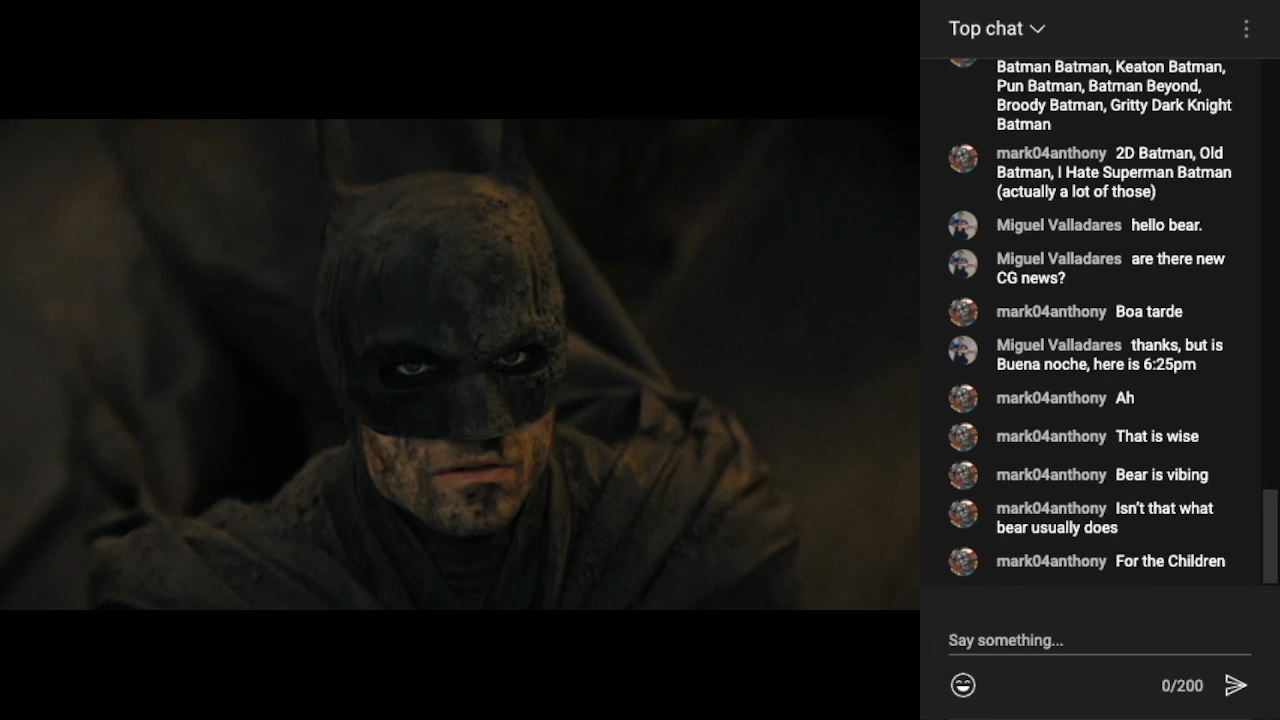 Top chat
Batman Batman, Keaton Batman,
Pun Batman, Batman Beyond,
Broody Batman, Gritty Dark Knight
Batman
mark04anthony 2D Batman, Old
Batman, I Hate Superman Batman
(actually a lot of those)
Miguel Valladares hello bear.
Miguel Valladares are there new
CG news?
mark04anthony Boa tarde
Miguel Valladares thanks, but is
Buena noche, here is 6:25pm
mark04anthony Ah
mark04anthony That is wise
mark04anthony Bear is vibing
mark04anthony Isn't that what
bear usually does
mark04anthony For the Children
Say something...
0/200